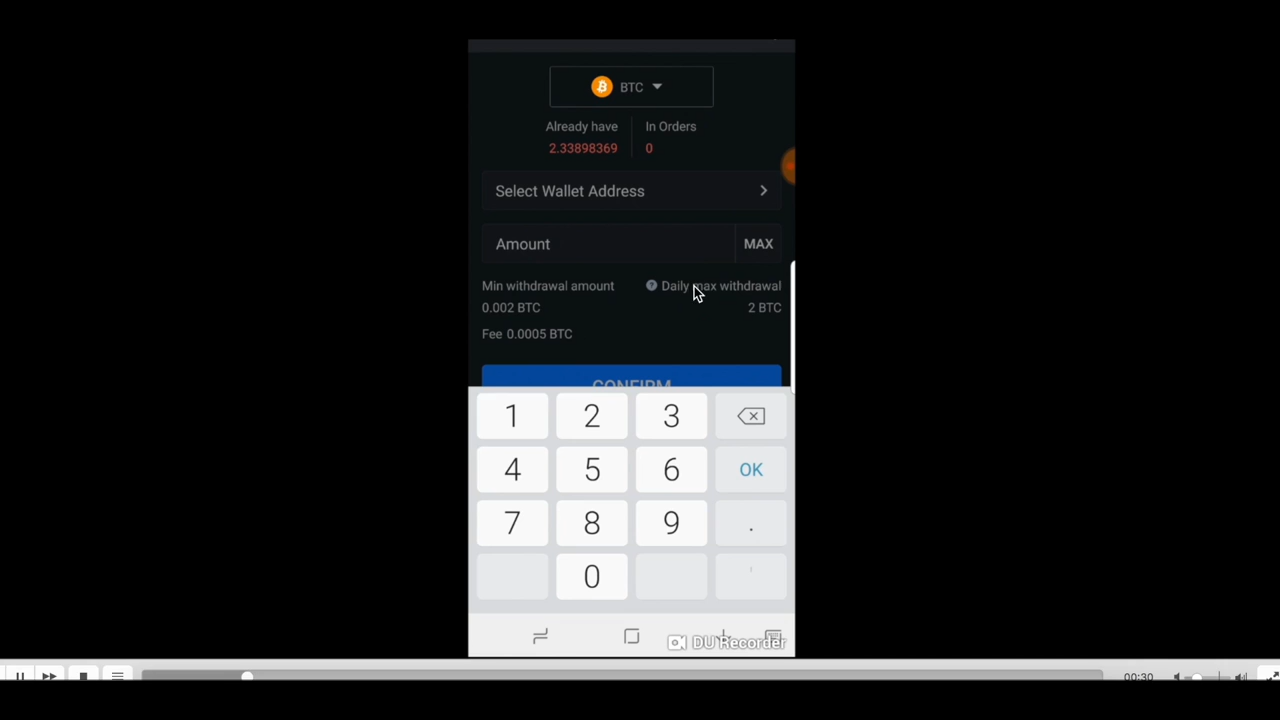 BTC
Already have In Orders
2.33898369 0
Select Wallet Address
Amount MAX
Min withdrawal amount ? Daily max withdrawal
0.002 BTC 2 BTC
Fee 0.0005 BTC
CONFIRM
1 2 3
4 5 6 OK
7 8 9 .
0 '
DU Recorder
00:30